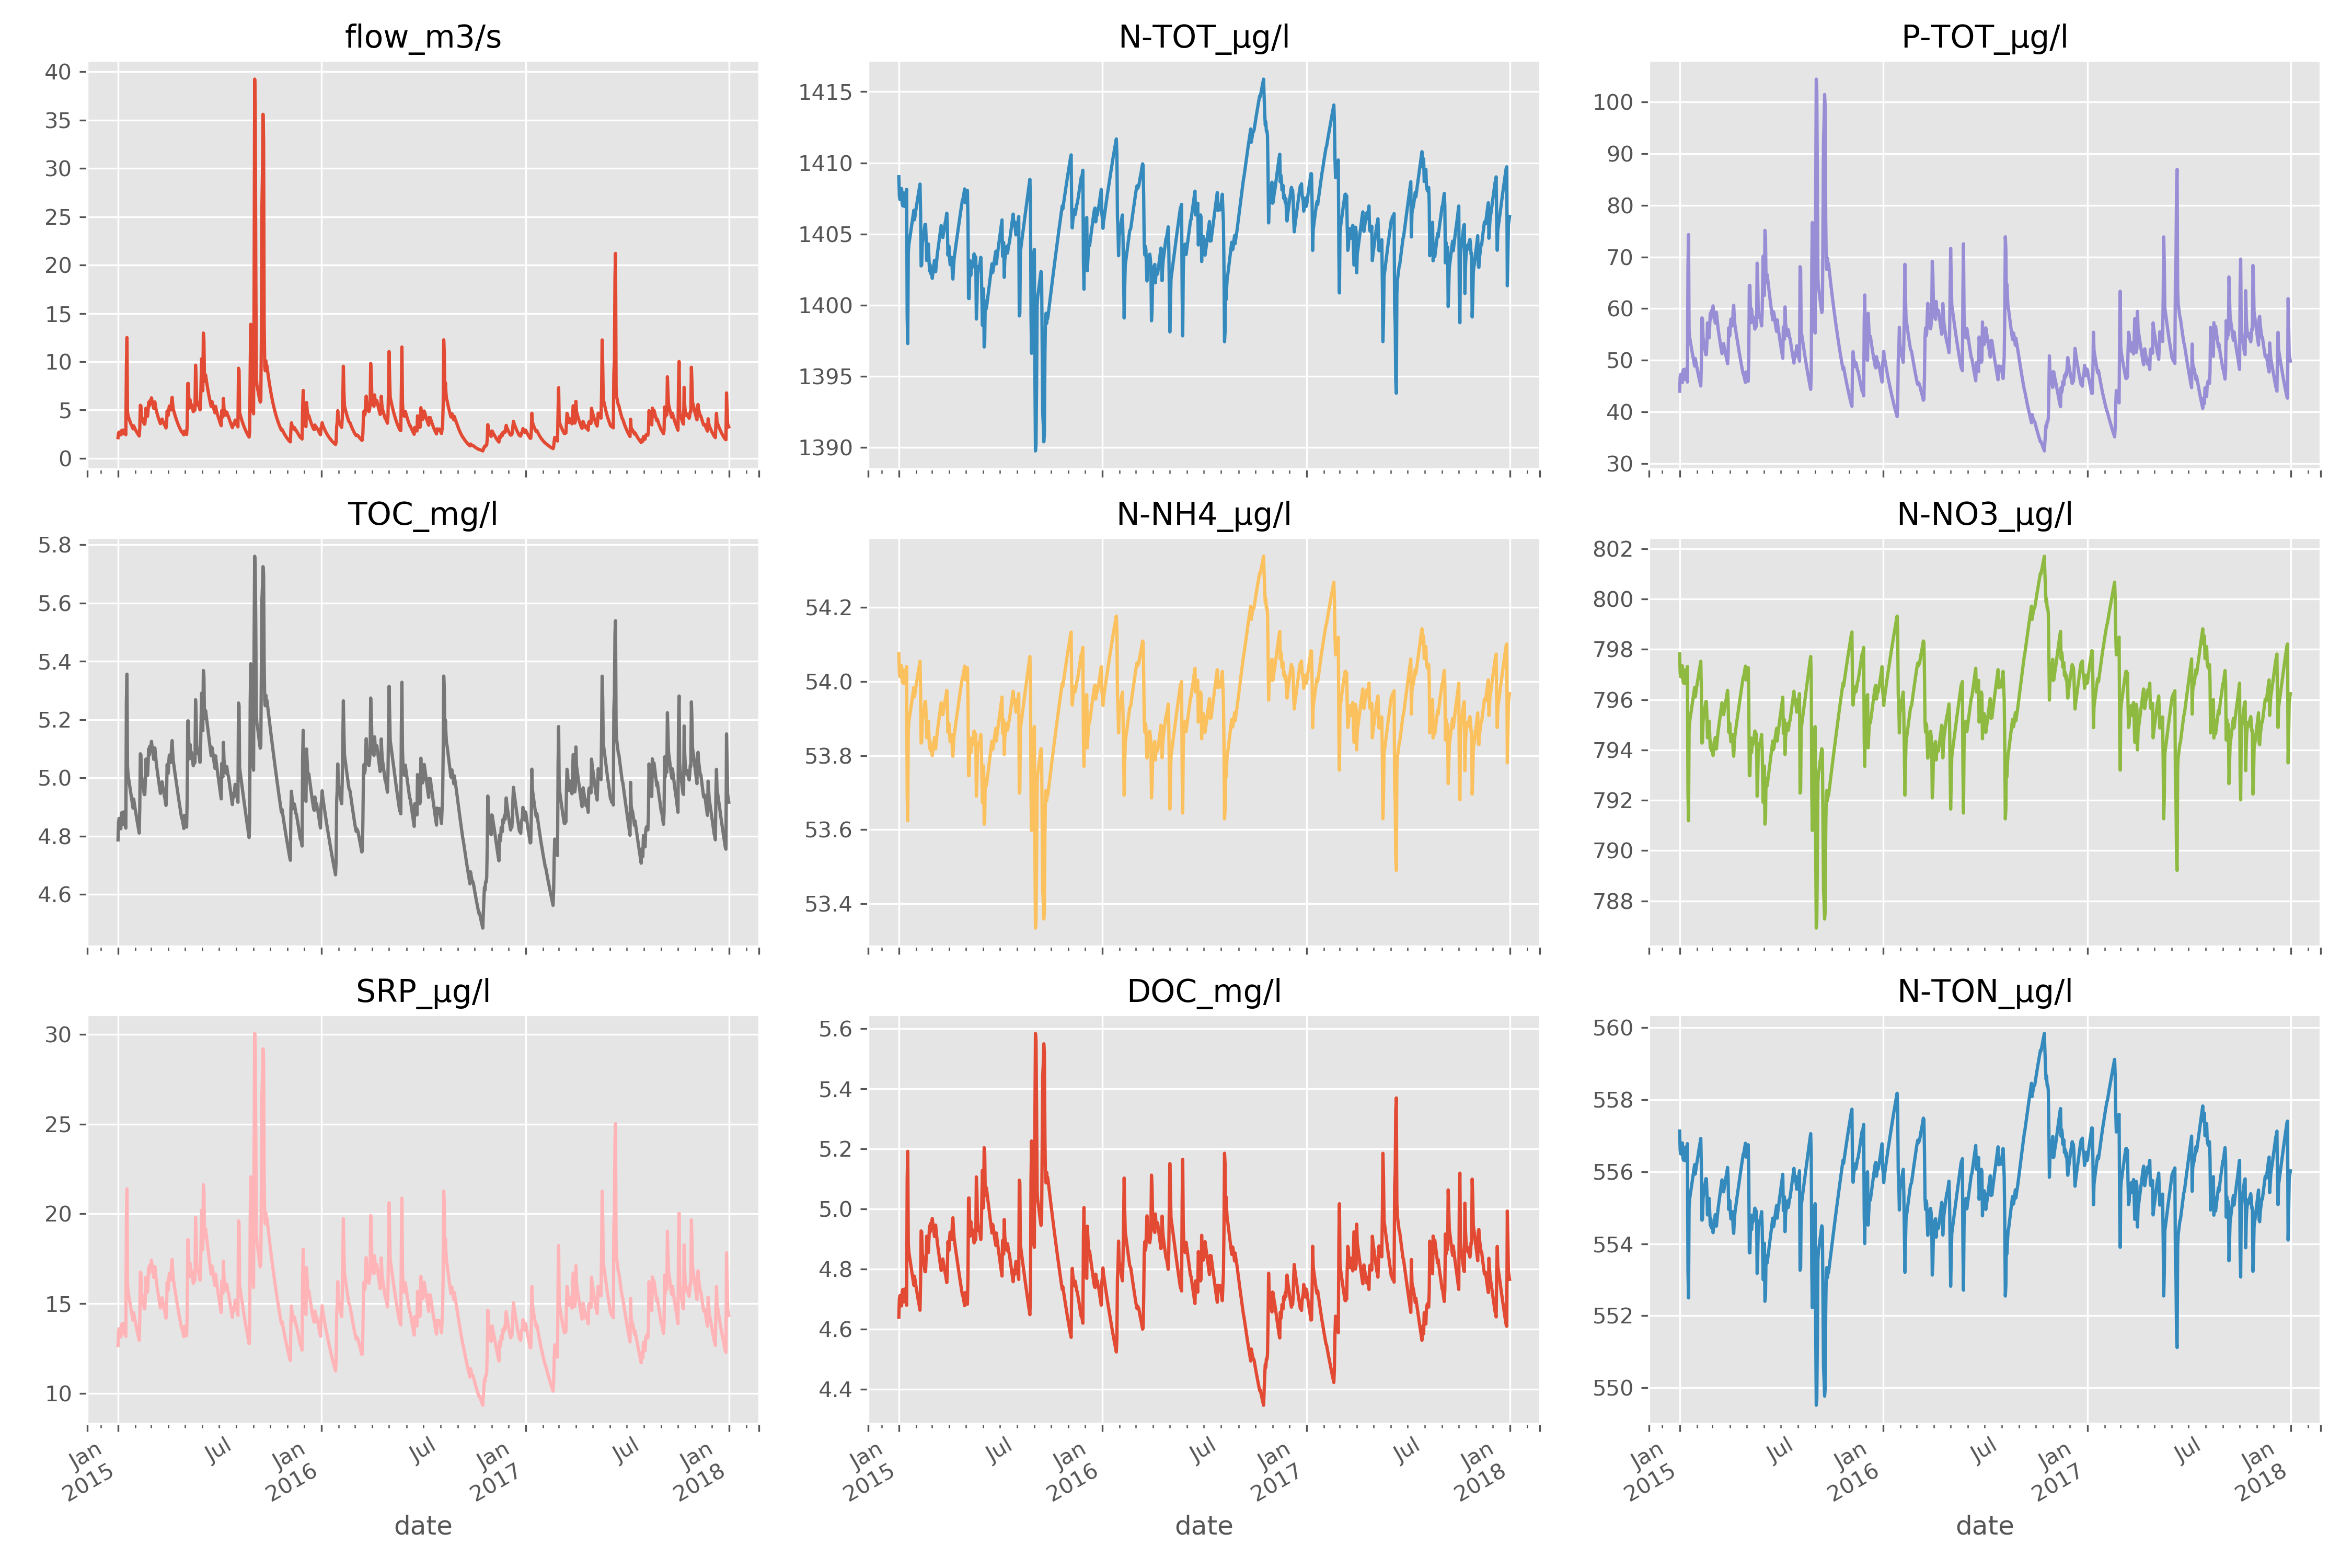 flow_m3/s
40
35
30
25
20
15
10
5
0
N-TOT_µg/l
1415
1410
1405
1400
1395
1390
P-TOT_µg/l
100
90
80
70
60
50
40
30
TOC_mg/l
5.8
5.6
5.4
5.2
5.0
4.8
4.6
N-NH4_µg/l
54.2
54.0
53.8
53.6
53.4
N-NO3_µg/l
802
800
798
796
794
792
790
788
SRP_µg/l
30
25
20
15
10
Jan
2015
Jul
Jan
2016
Jul
Jan
2017
Jul
Jan
2018
date
DOC_mg/l
5.6
5.4
5.2
5.0
4.8
4.6
4.4
Jan
2015
Jul
Jan
2016
Jul
Jan
2017
Jul
Jan
2018
date
N-TON_µg/l
560
558
556
554
552
550
Jan
2015
Jul
Jan
2016
Jul
Jan
2017
Jul
Jan
2018
date